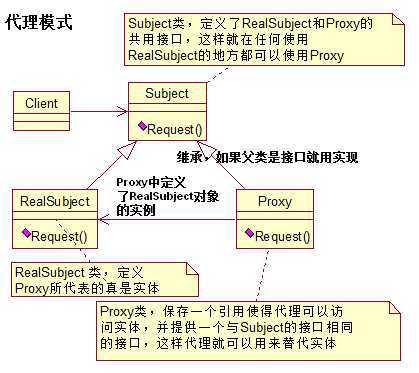 代理模式
Subject类，定义了RealSubject和Proxy的
共用接口，这样就在任何使用
RealSubject的地方都可以使用Proxy
Client
Subject
Request()
继承，如果父类是接口就用实现
Proxy中定义
了RealSubject对象
的实例
RealSubject
Request()
Proxy
Request()
RealSubject 类，定义
Proxy所代表的真是实体
Proxy类，保存一个引用使得代理可以访
问实体，并提供一个与Subject的接口相同
的接口，这样代理就可以用来替代实体